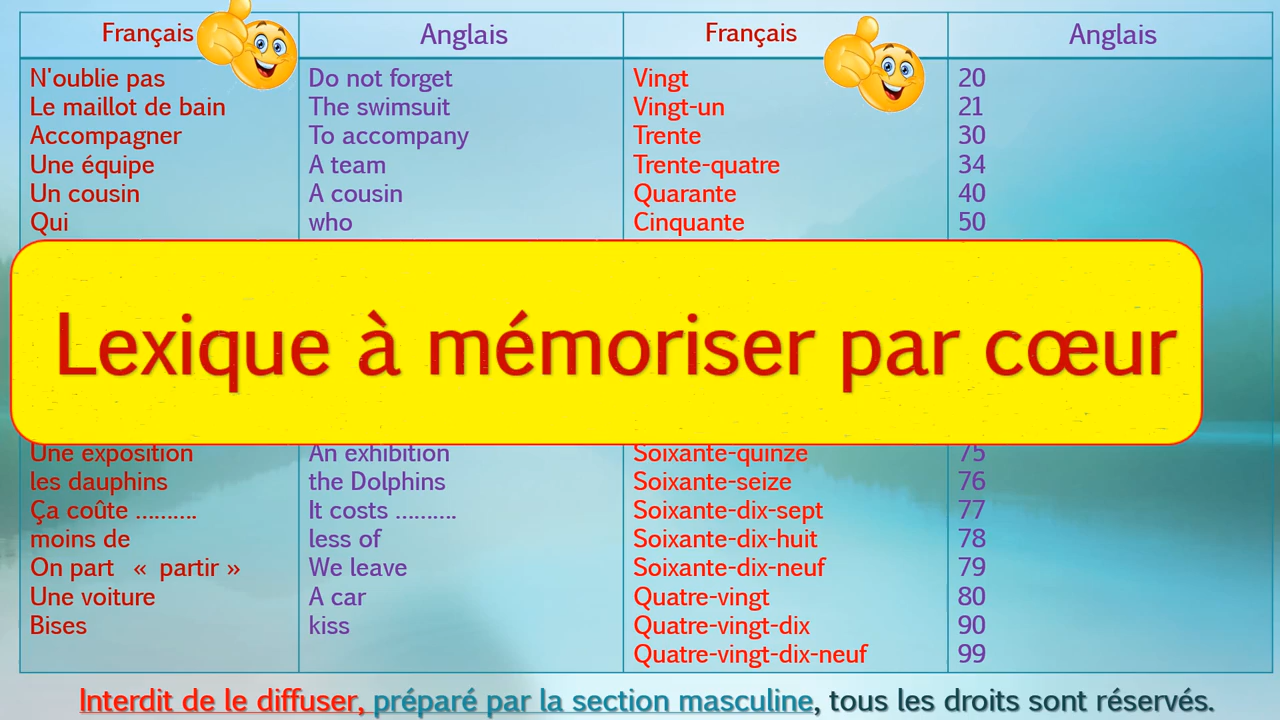 Français Anglais Français Anglais
N'oublie pas Do not forget Vingt 20
Le maillot de bain The swimsuit Vingt-un 21
Accompagner To accompany Trente 30
Une équipe A team Trente-quatre 34
Un cousin A cousin Quarante 40
Qui who Cinquante 50
Lexique à mémoriser par cœur
Une exposition An exhibition Soixante-quinze 75
les dauphins the Dolphins Soixante-seize 76
Ça coûte ………. It costs ………. Soixante-dix-sept 77
moins de less of Soixante-dix-huit 78
On part « partir » We leave Soixante-dix-neuf 79
Une voiture A car Quatre-vingt 80
Bises kiss Quatre-vingt-dix 90
Quatre-vingt-dix-neuf 99
Interdit de le diffuser, préparé par la section masculine, tous les droits sont réservés.